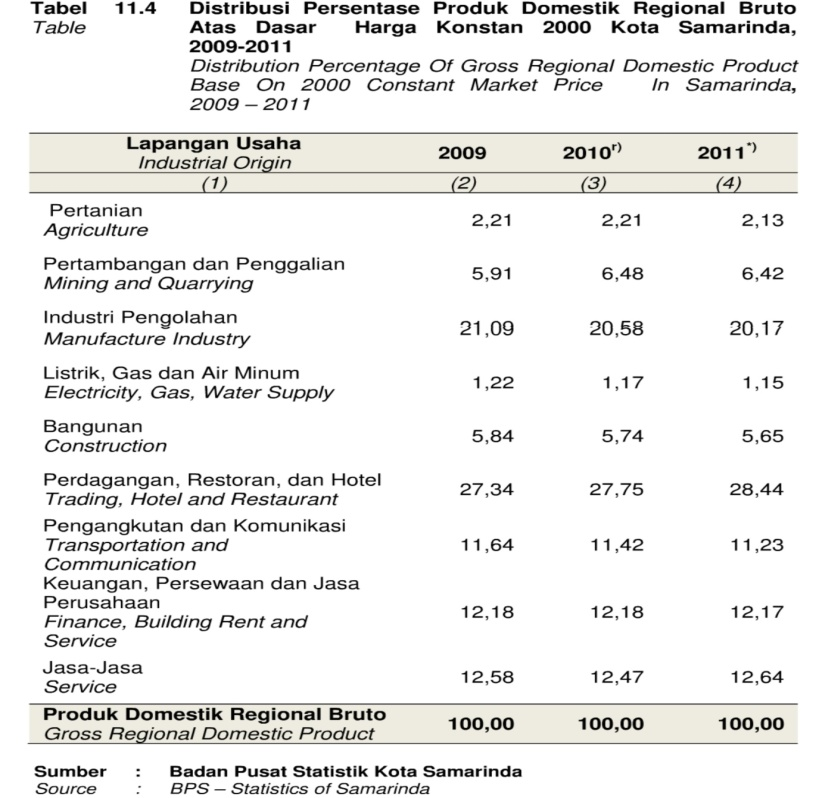 Tabel 11.4 Distribusi Persentase Produk Domestik Regional Bruto
Table Atas Dasar Harga Konstan 2000 Kota Samarinda,
2009-2011
Distribution Percentage Of Gross Regional Domestic Product
Base On 2000 Constant Market Price In Samarinda,
2009 – 2011
Lapangan Usaha
Industrial Origin 2009 2010r) 2011*)
(1) (2) (3) (4)
Pertanian
Agriculture 2,21 2,21 2,13
Pertambangan dan Penggalian
Mining and Quarrying 5,91 6,48 6,42
Industri Pengolahan
Manufacture Industry 21,09 20,58 20,17
Listrik, Gas dan Air Minum
Electricity, Gas, Water Supply 1,22 1,17 1,15
Bangunan
Construction 5,84 5,74 5,65
Perdagangan, Restoran, dan Hotel
Trading, Hotel and Restaurant 27,34 27,75 28,44
Pengangkutan dan Komunikasi
Transportation and 11,64 11,42 11,23
Communication
Keuangan, Persewaan dan Jasa
Perusahaan
Finance, Building Rent and 12,18 12,18 12,17
Service
Jasa-Jasa
Service 12,58 12,47 12,64
Produk Domestik Regional Bruto
Gross Regional Domestic Product 100,00 100,00 100,00
Sumber : Badan Pusat Statistik Kota Samarinda
Source : BPS – Statistics of Samarinda